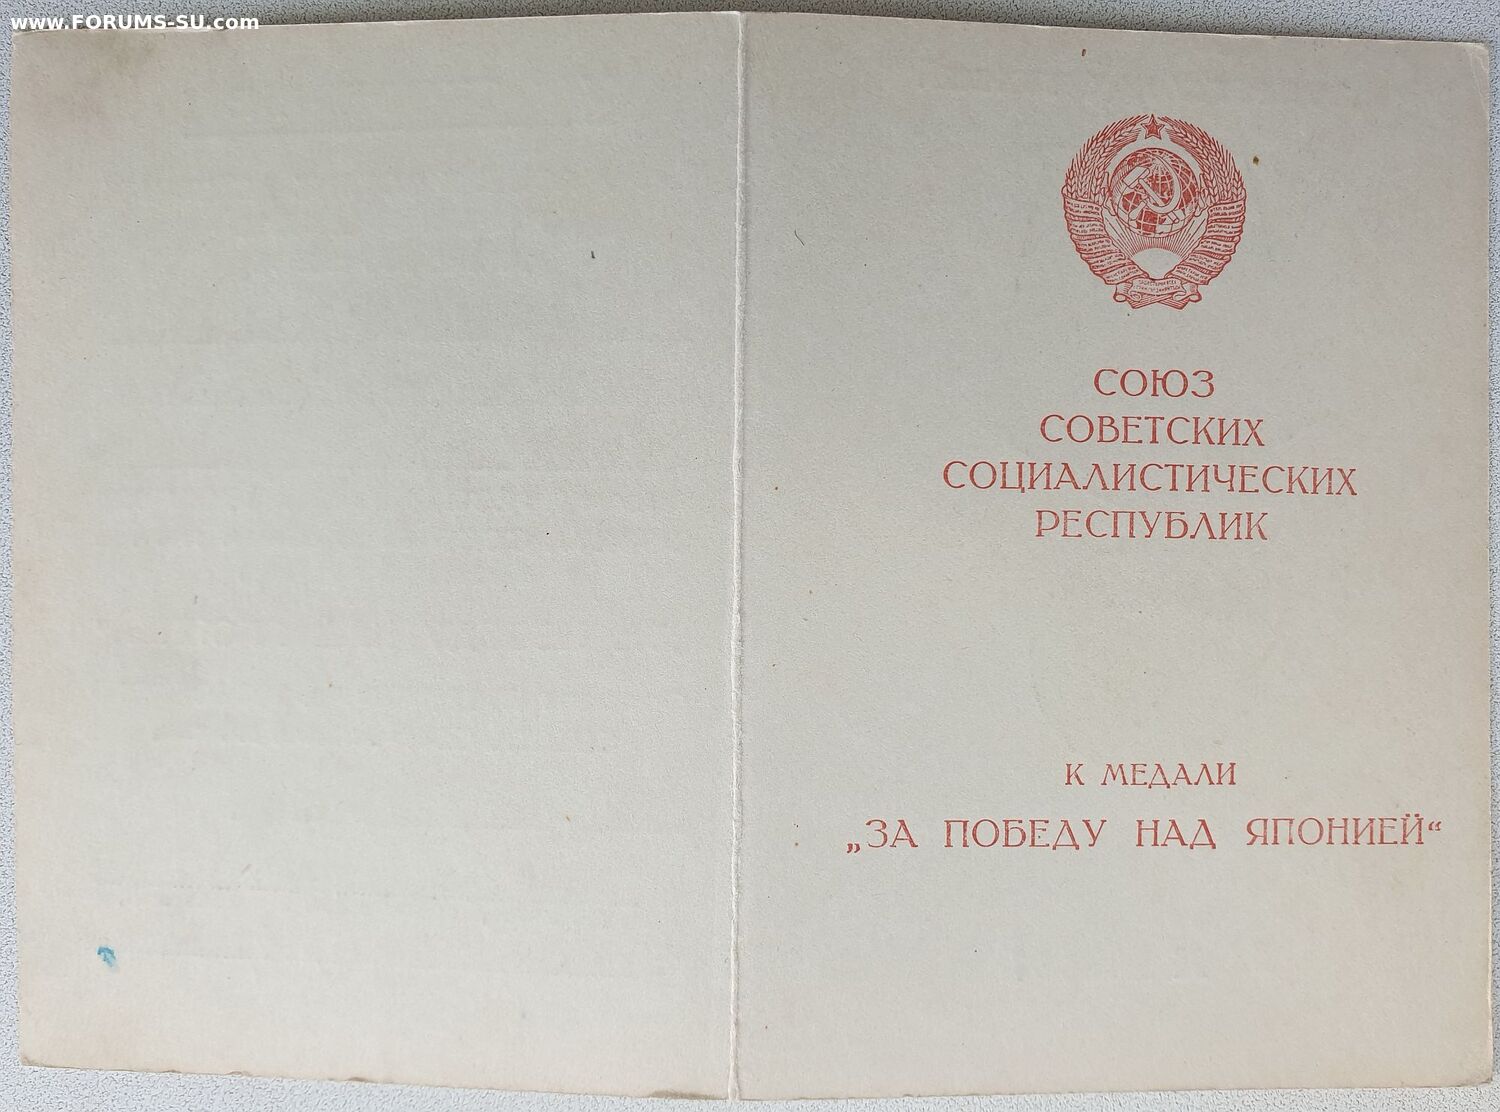 www.FORUMS-SU.com
СОЮЗ
СОВЕТСКИХ
СОЦИАЛИСТИЧЕСКИХ
РЕСПУБЛИК
К МЕДАЛИ
„ЗА ПОБЕДУ НАД ЯПОНИЕЙ“